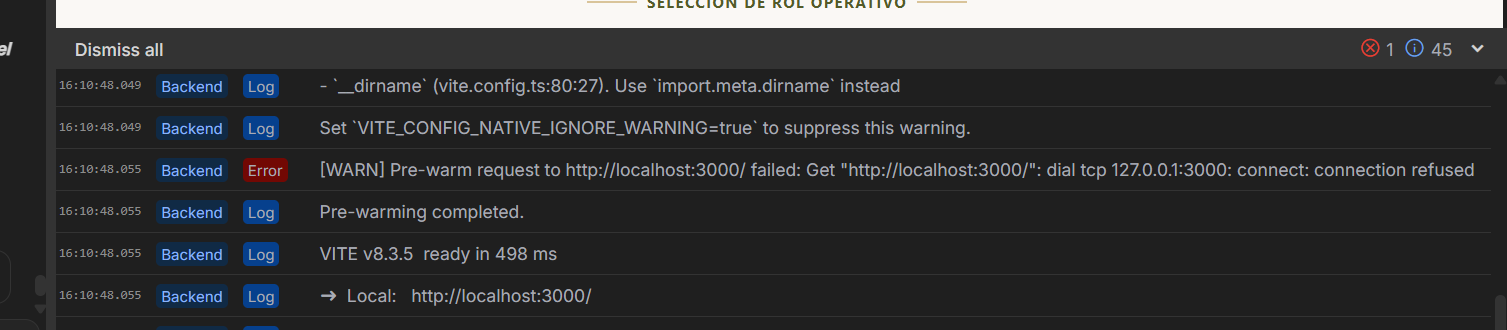 SELECCIÓN DE ROL OPERATIVO
el
Dismiss all
1 45
16:10:48.049 Backend Log - `__dirname` (vite.config.ts:80:27). Use `import.meta.dirname` instead
16:10:48.049 Backend Log Set `VITE_CONFIG_NATIVE_IGNORE_WARNING=true` to suppress this warning.
16:10:48.055 Backend Error [WARN] Pre-warm request to http://localhost:3000/ failed: Get "http://localhost:3000/": dial tcp 127.0.0.1:3000: connect: connection refused
16:10:48.055 Backend Log Pre-warming completed.
16:10:48.055 Backend Log VITE v8.3.5 ready in 498 ms
16:10:48.055 Backend Log ➜ Local: http://localhost:3000/